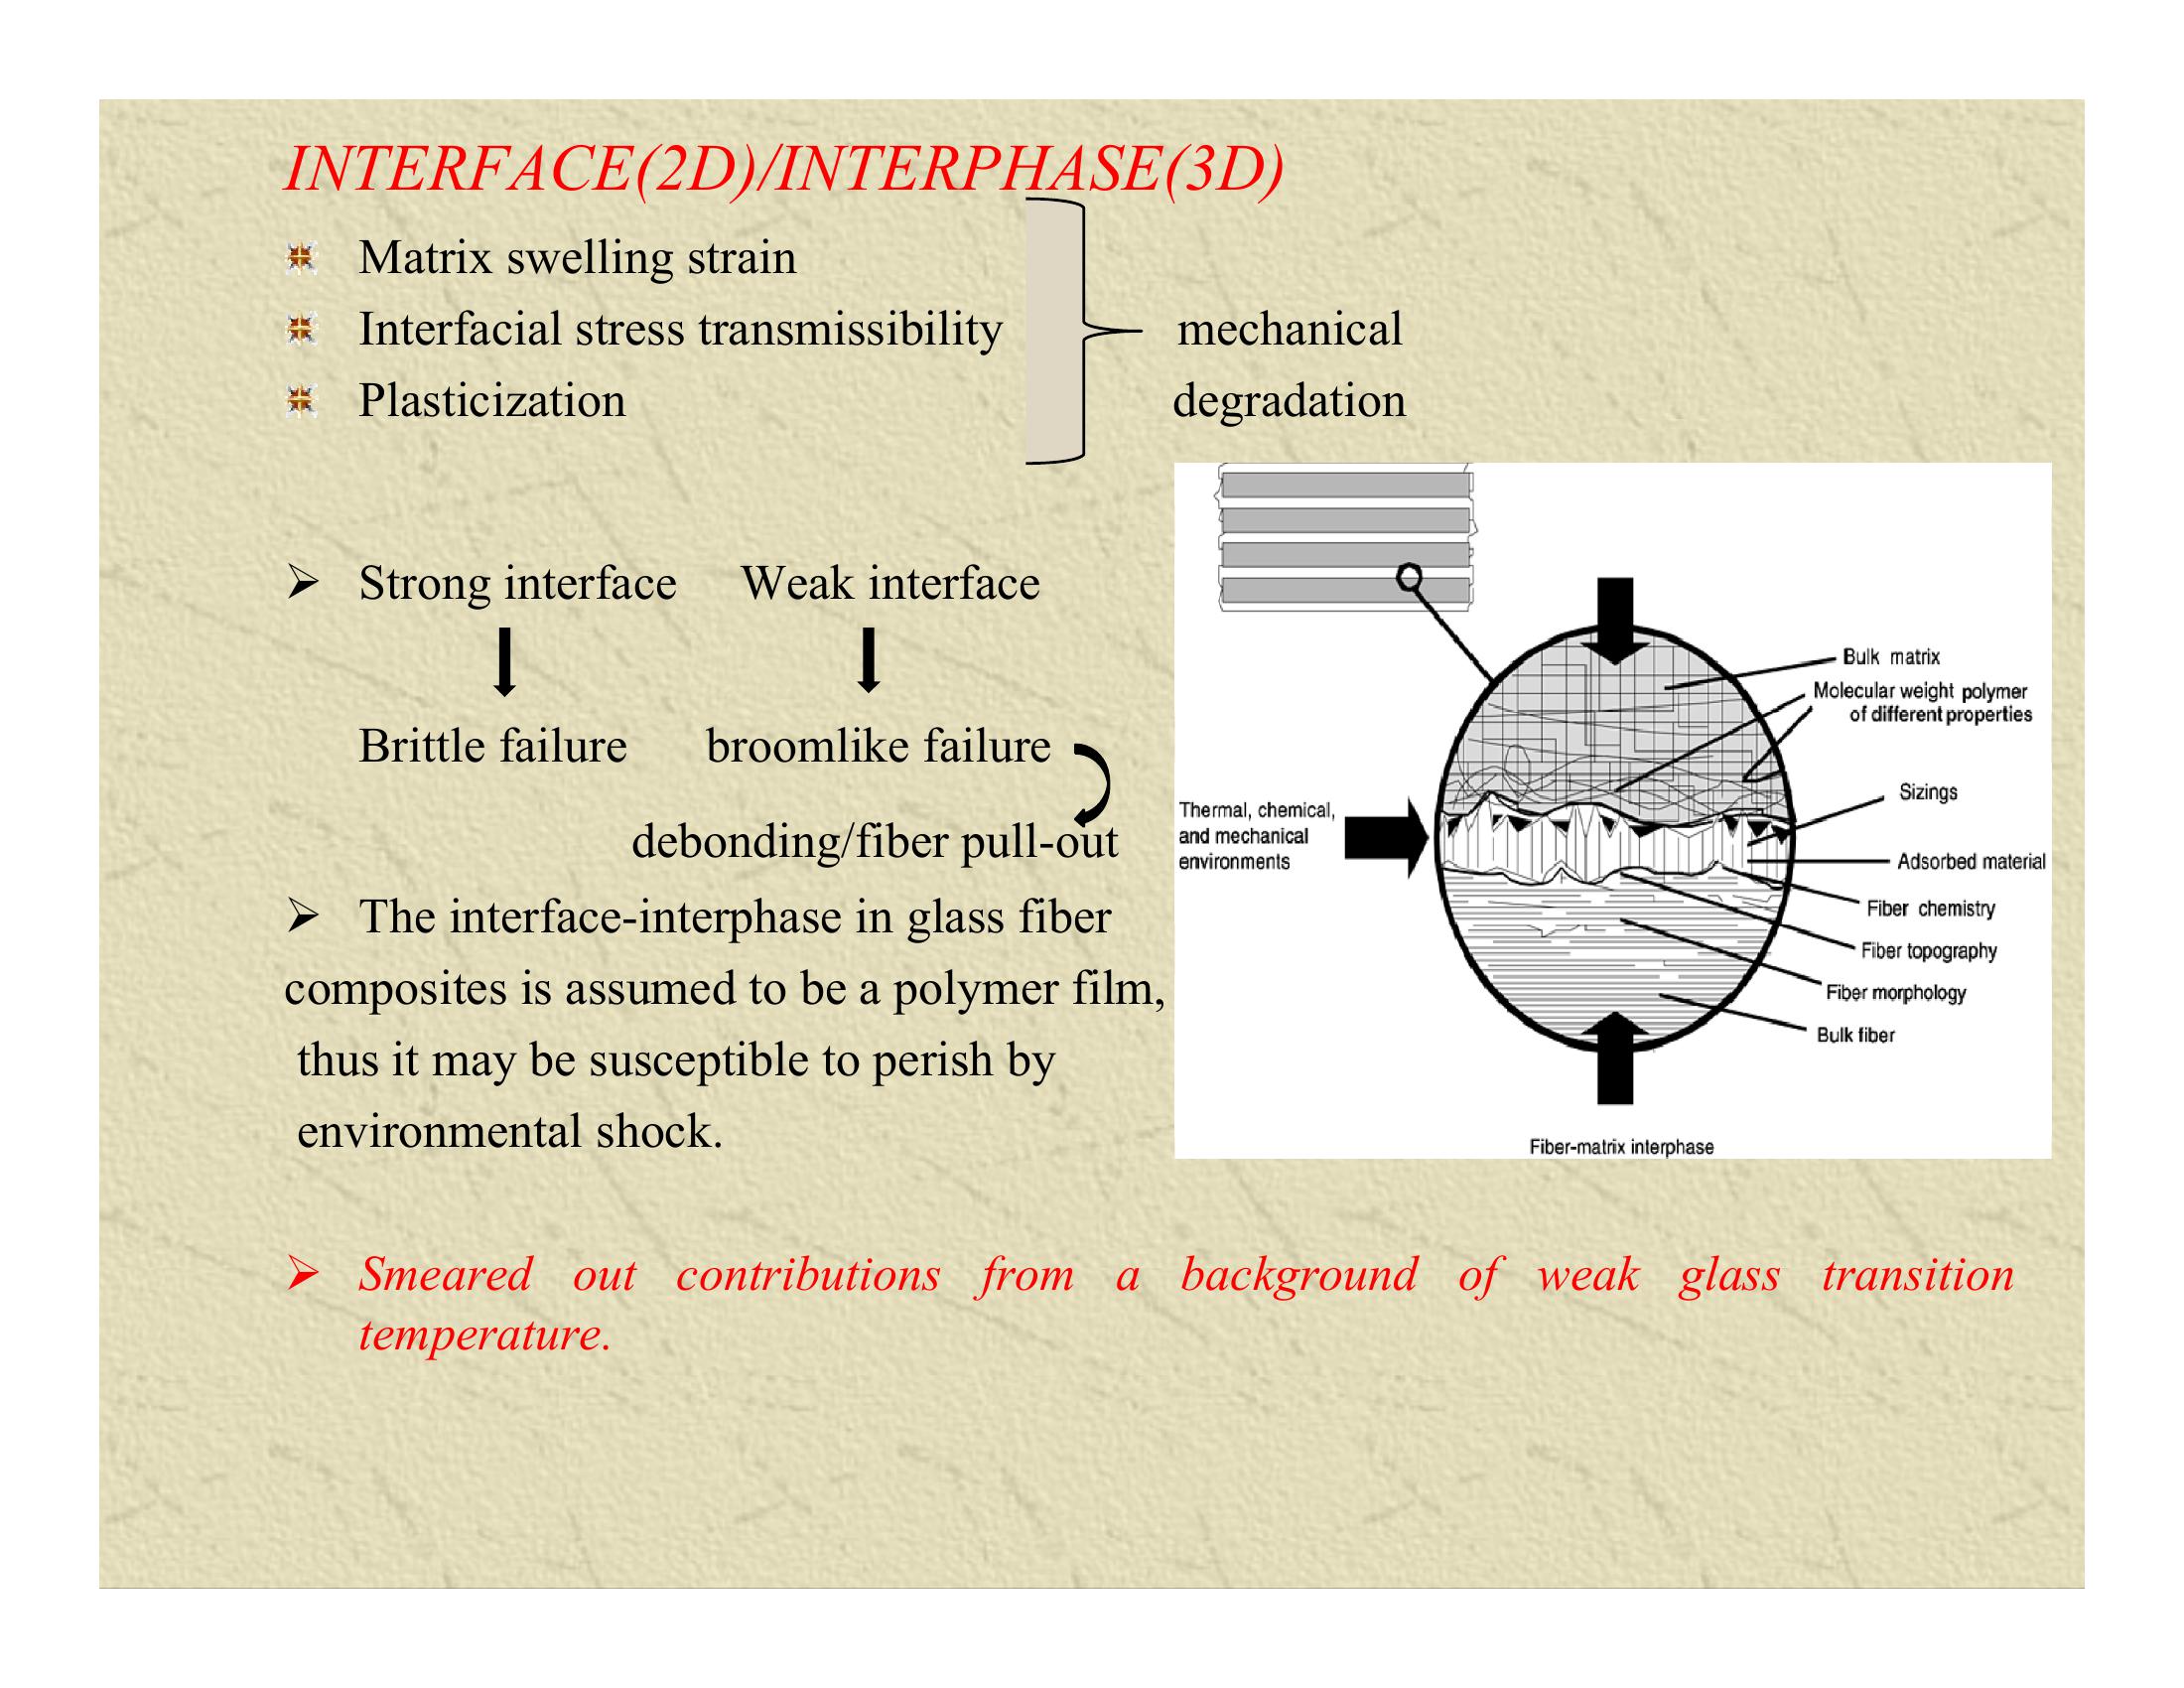 INTERFACE(2D)/INTERPHASE(3D)
Matrix swelling strain
Interfacial stress transmissibility
Plasticization
mechanical
degradation
Strong interface Weak interface
Brittle failure broomlike failure
debonding/fiber pull-out
The interface-interphase in glass fiber
composites is assumed to be a polymer film,
thus it may be susceptible to perish by
environmental shock.
Bulk matrix
Molecular weight polymer
of different properties
Sizings
Thermal, chemical,
and mechanical
environments
Adsorbed material
Fiber chemistry
Fiber topography
Fiber morphology
Bulk fiber
Fiber-matrix interphase
Smeared out contributions from a background of weak glass transition
temperature.